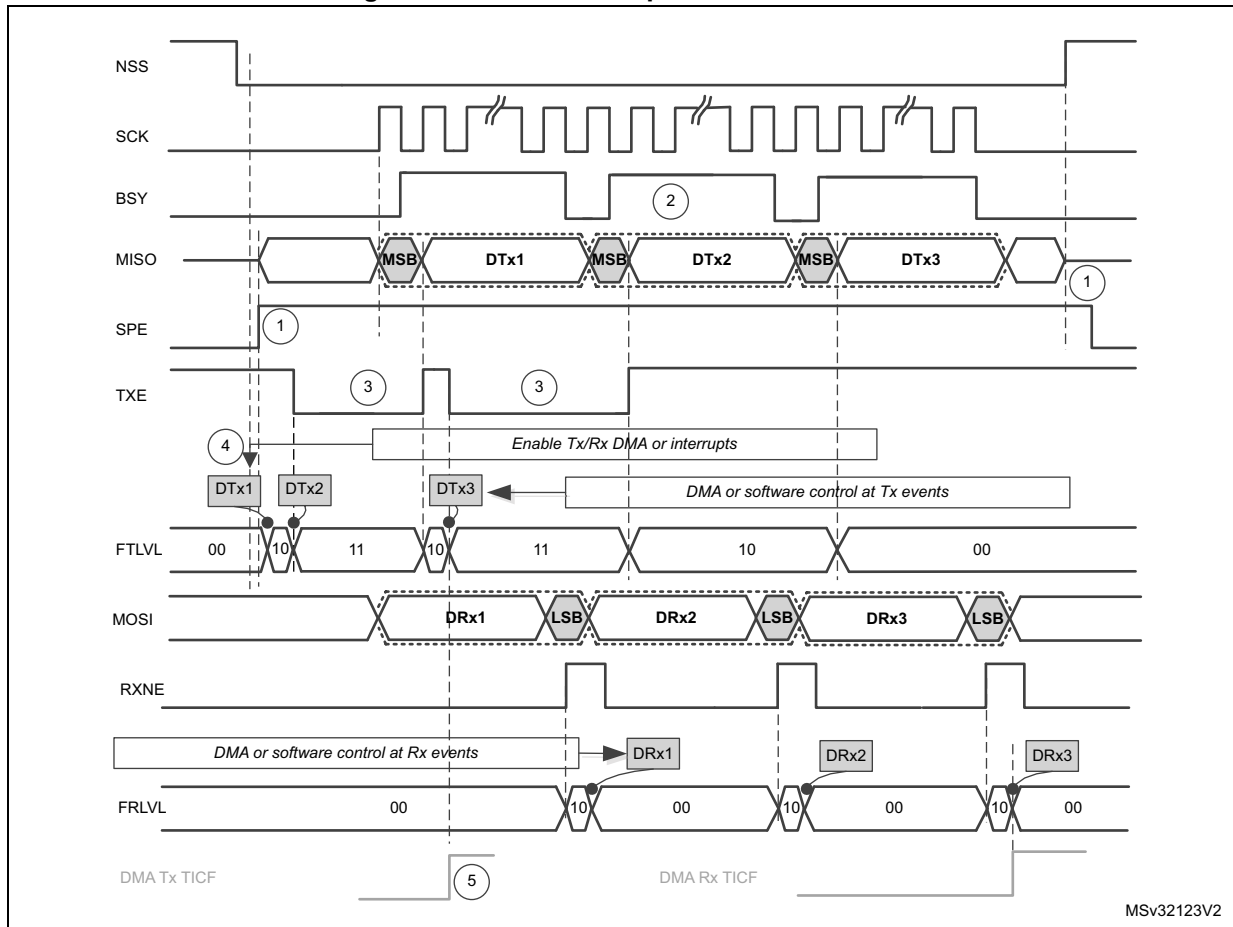 NSS
SCK
BSY
2
MISO
MSB DTx1 MSB DTx2 MSB DTx3
1
SPE
1
TXE
3 3
4
Enable Tx/Rx DMA or interrupts
DTx1 DTx2 DTx3
DMA or software control at Tx events
FTLVL 00 10 11 10 11 10 00
MOSI DRx1 LSB DRx2 LSB DRx3 LSB
RXNE
DMA or software control at Rx events
DRx1 DRx2 DRx3
FRLVL 00 10 00 10 00 10 00
DMA Tx TICF 5 DMA Rx TICF
MSv32123V2